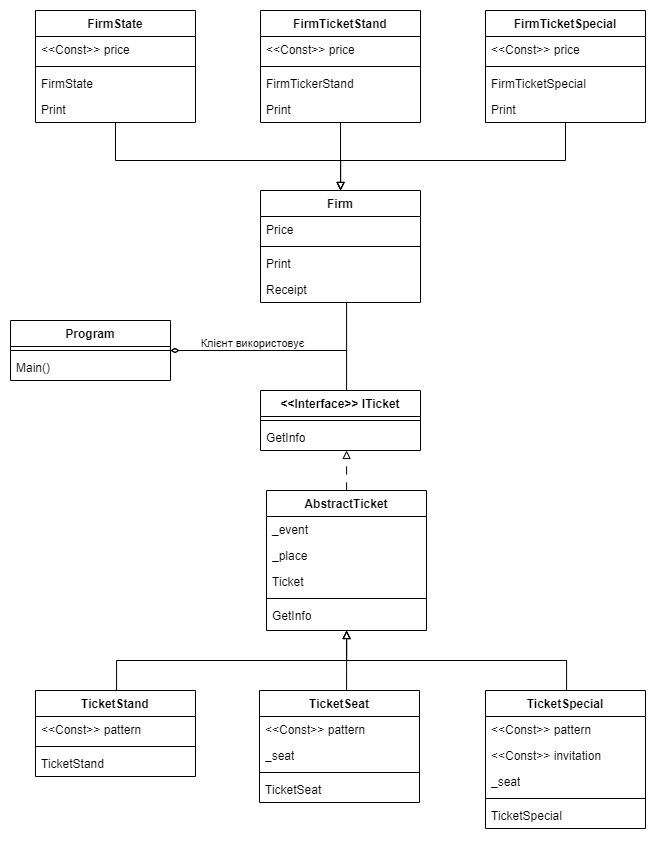 FirmState
<<Const>> price
FirmState
Print
FirmTicketStand
<<Const>> price
FirmTickerStand
Print
FirmTicketSpecial
<<Const>> price
FirmTicketSpecial
Print
Firm
Price
Print
Receipt
Program
Main()
Клієнт використовує
<<Interface>> ITicket
GetInfo
AbstractTicket
_event
_place
Ticket
GetInfo
TicketStand
<<Const>> pattern
TicketStand
TicketSeat
<<Const>> pattern
_seat
TicketSeat
TicketSpecial
<<Const>> pattern
<<Const>> invitation
_seat
TicketSpecial